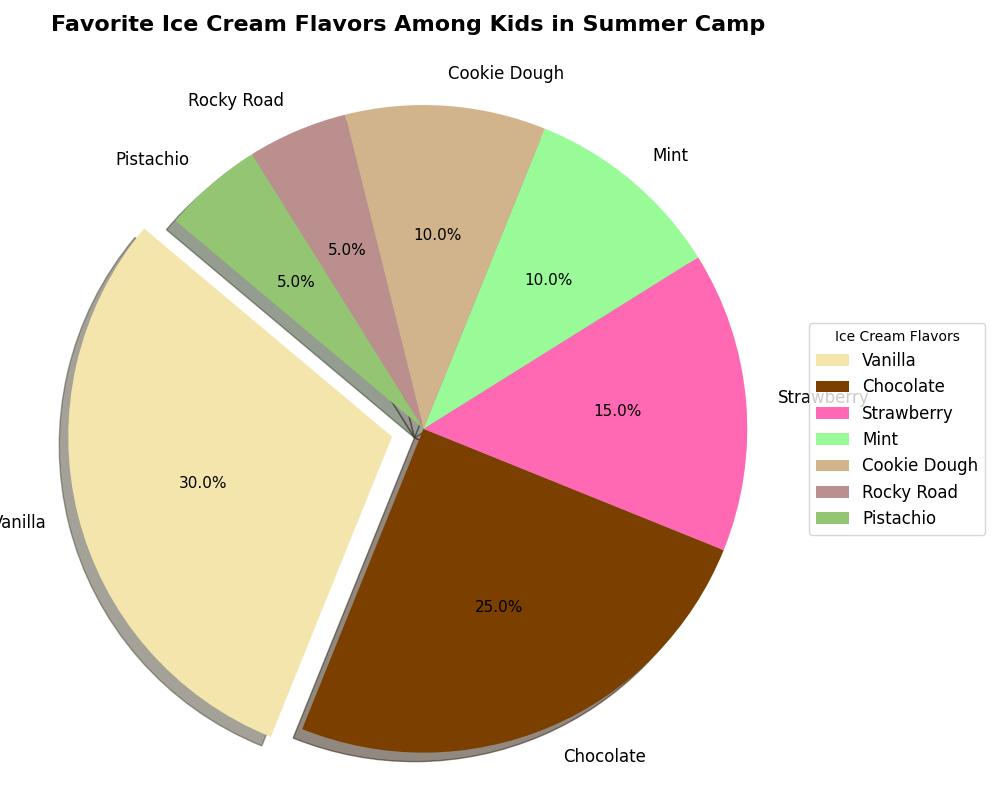 Favorite Ice Cream Flavors Among Kids in Summer Camp
Cookie Dough
Rocky Road
Mint
Pistachio
10.0%
5.0%
10.0%
5.0%
Ice Cream Flavors
Vanilla
Chocolate
Strawberry
Mint
Cookie Dough
Rocky Road
Pistachio
Strawberry
15.0%
30.0%
Vanilla
25.0%
Chocolate